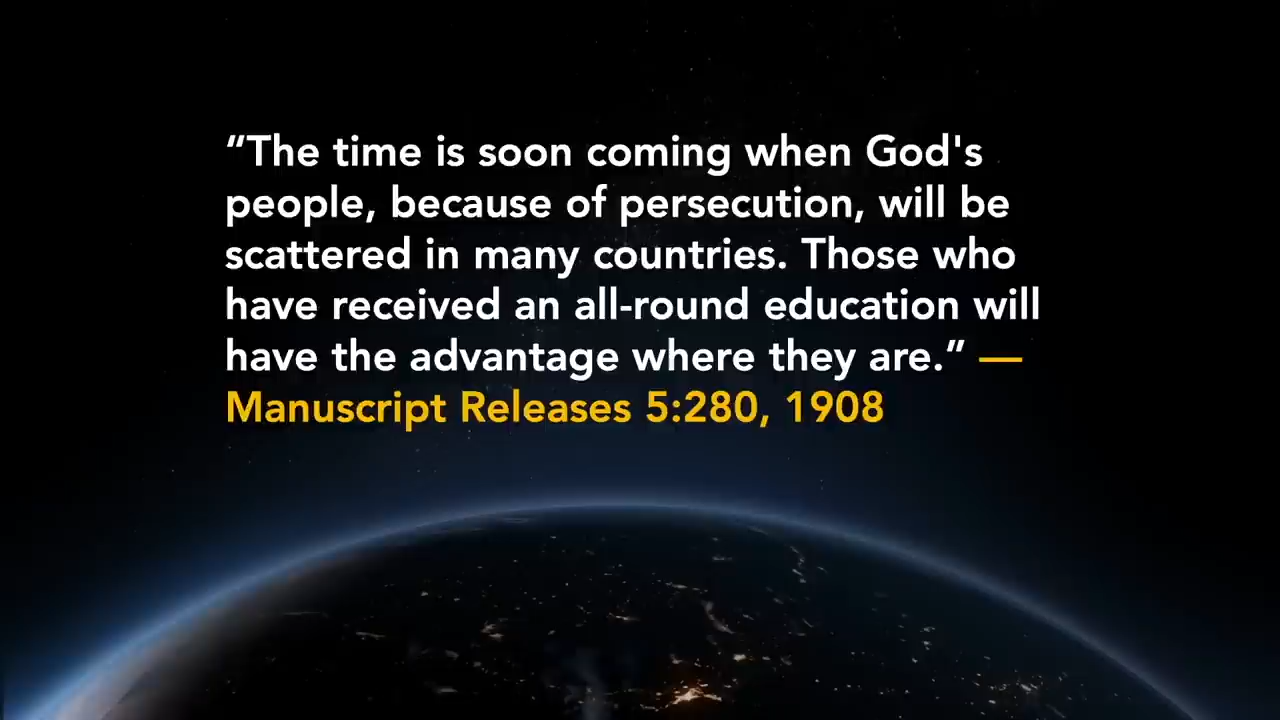 “The time is soon coming when God's
people, because of persecution, will be
scattered in many countries. Those who
have received an all-round education will
have the advantage where they are.” —
Manuscript Releases 5:280, 1908